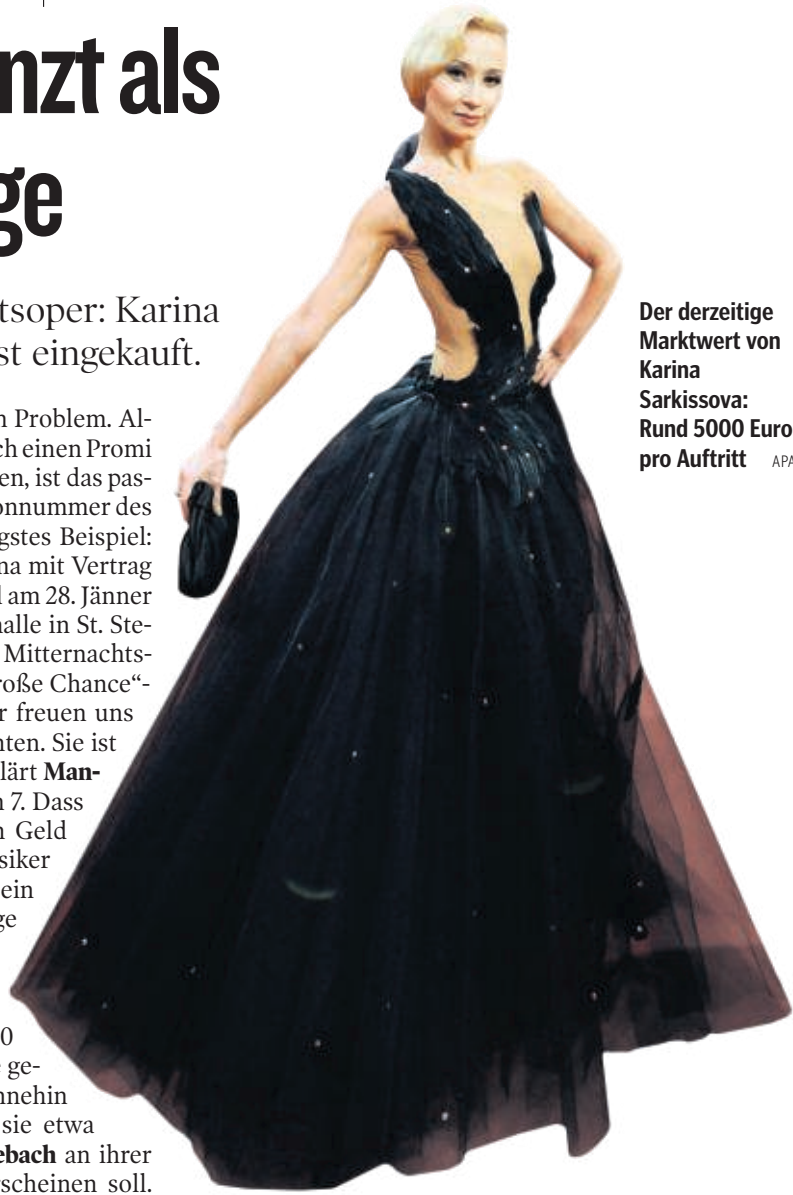 nzt als
ge
tsoper: Karina
st eingekauft.
n Problem. Al-
ch einen Promi
en, ist das pas-
onnummer des
gstes Beispiel:
na mit Vertrag
l am 28. Jänner
nalle in St. Ste-
Mitternachts-
roße Chance“-
r freuen uns
nten. Sie ist
lärt Man-
n 7. Dass
n Geld
siker
ein
ge
0
ge-
nnehin
sie etwa
ebach an ihrer
rscheinen soll.
Der derzeitige
Marktwert von
Karina
Sarkissova:
Rund 5000 Euro
pro Auftritt APA